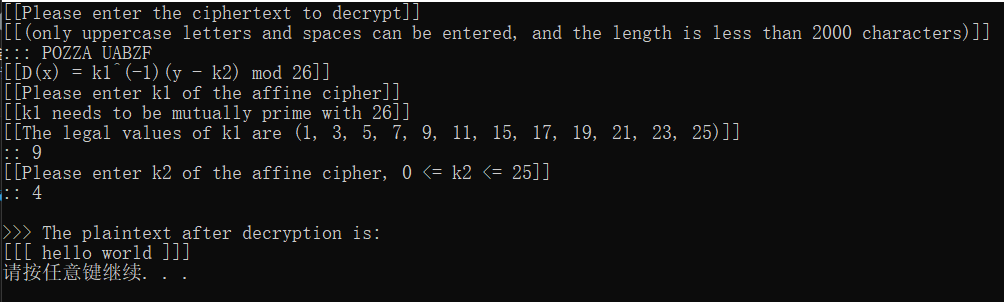 [[Please enter the ciphertext to decrypt]]
[[(only uppercase letters and spaces can be entered, and the length is less than 2000 characters)]]
::: POZZA UABZF
[[D(x) = k1^(-1)(y - k2) mod 26]]
[[Please enter k1 of the affine cipher]]
[[k1 needs to be mutually prime with 26]]
[[The legal values of k1 are (1, 3, 5, 7, 9, 11, 15, 17, 19, 21, 23, 25)]]
:: 9
[[Please enter k2 of the affine cipher, 0 <= k2 <= 25]]
:: 4
>>> The plaintext after decryption is:
[[[ hello world ]]]
请按任意键继续. . .